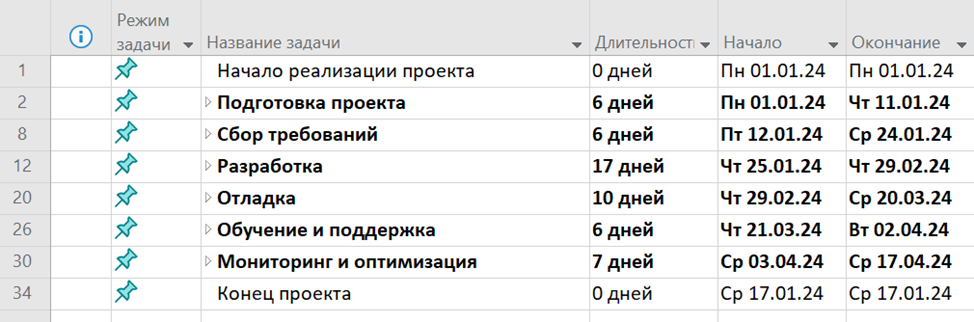 Режим задачи Название задачи Длительность Начало Окончание
1 Начало реализации проекта 0 дней Пн 01.01.24 Пн 01.01.24
2 Подготовка проекта 6 дней Пн 01.01.24 Чт 11.01.24
8 Сбор требований 6 дней Пт 12.01.24 Ср 24.01.24
12 Разработка 17 дней Чт 25.01.24 Чт 29.02.24
20 Отладка 10 дней Чт 29.02.24 Ср 20.03.24
26 Обучение и поддержка 6 дней Чт 21.03.24 Вт 02.04.24
30 Мониторинг и оптимизация 7 дней Ср 03.04.24 Ср 17.04.24
34 Конец проекта 0 дней Ср 17.01.24 Ср 17.01.24